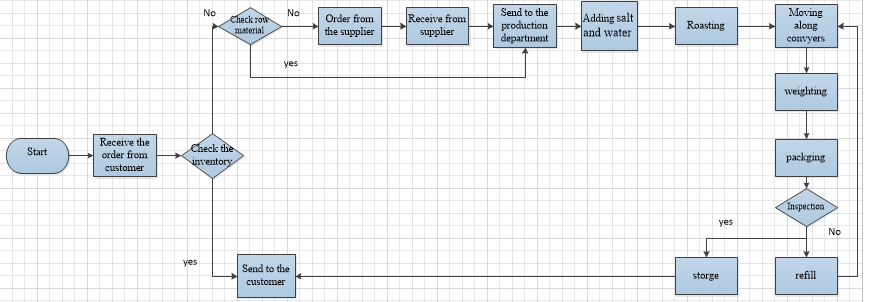 No
Check row
material
No
Order from
the supplier
Receive from
supplier
Send to the
production
department
Adding salt
and water
Roasting
Moving
along
convyers
yes
weighting
Start
Receive the
order from
customer
Check the
inventory
packging
Inspection
yes
No
yes
Send to the
customer
storge
refill